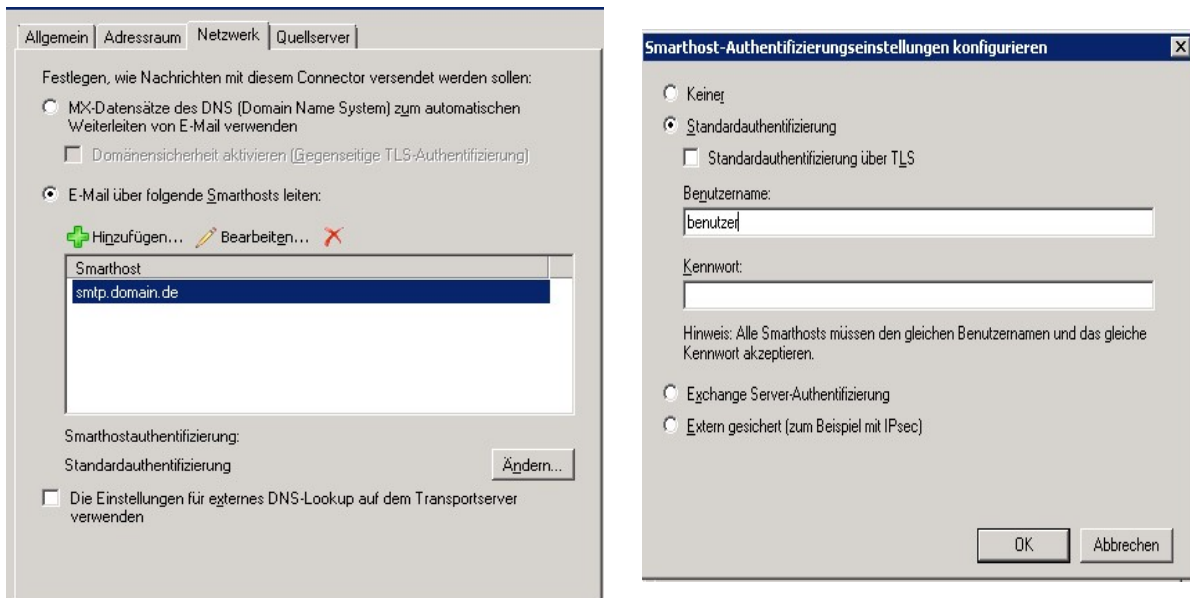 Allgemein
Adressraum
Netzwerk
Quellserver
Festlegen, wie Nachrichten mit diesem Connector versendet werden sollen:
MX-Datensätze des DNS (Domain Name System) zum automatischen
Weiterleiten von E-Mail verwenden
Domänensicherheit aktivieren (Gegenseitige TLS-Authentifizierung)
E-Mail über folgende Smarthosts leiten:
Hinzufügen... Bearbeiten...
Smarthost
smtp.domain.de
Smarthostauthentifizierung:
Standardauthentifizierung
Ändern...
Die Einstellungen für externes DNS-Lookup auf dem Transportserver
verwenden
Smarthost-Authentifizierungseinstellungen konfigurieren
Keiner
Standardauthentifizierung
Standardauthentifizierung über TLS
Benutzername:
benutzer
Kennwort:
Hinweis: Alle Smarthosts müssen den gleichen Benutzernamen und das gleiche
Kennwort akzeptieren.
Exchange Server-Authentifizierung
Extern gesichert (zum Beispiel mit IPsec)
OK
Abbrechen